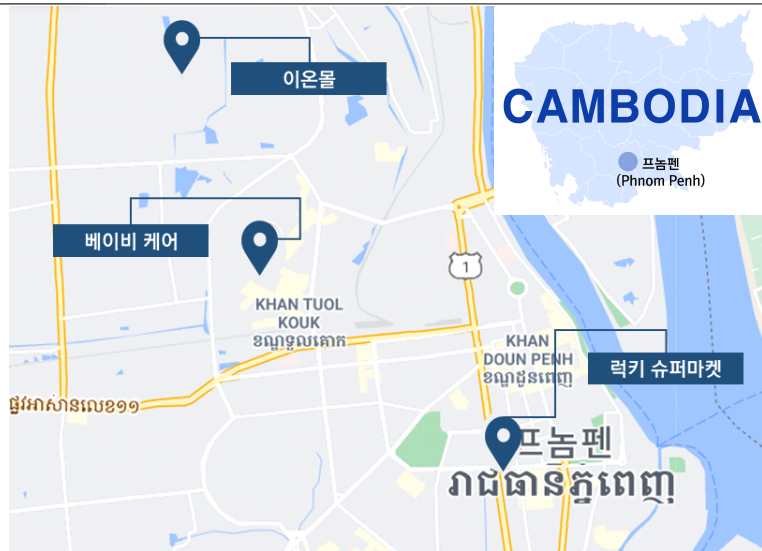 이온몰
CAMBODIA
프놈펜
(Phnom Penh)
베이비 케어
1
KHAN TUOL
KOUK
ខណ្ឌទួលគោក
KHAN
DOUN PENH
ខណ្ឌដូនពេញ
럭키 슈퍼마켓
ផ្លូវអាស៊ានលេខ១១
프놈펜
រាជធានីភ្នំពេញ